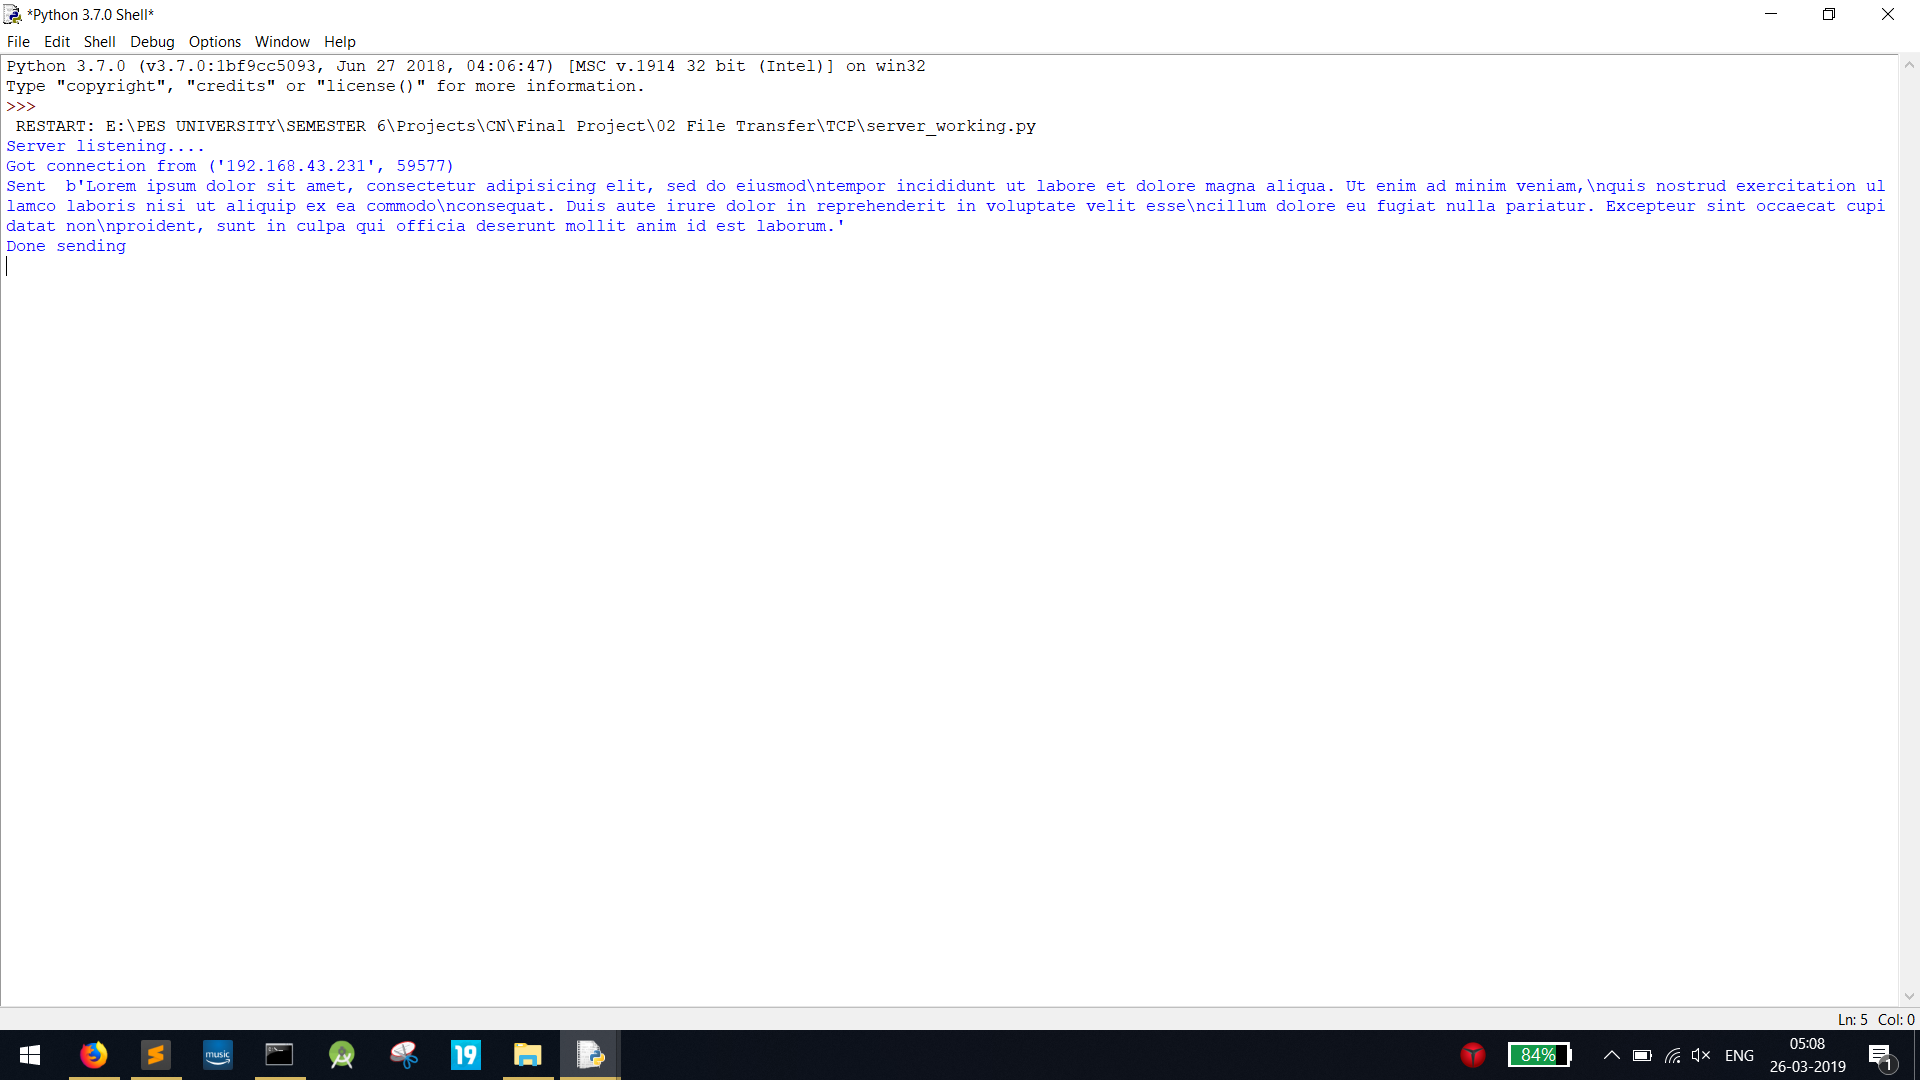 *Python 3.7.0 Shell*
File Edit Shell Debug Options Window Help
Python 3.7.0 (v3.7.0:1bf9cc5093, Jun 27 2018, 04:06:47) [MSC v.1914 32 bit (Intel)] on win32
Type "copyright", "credits" or "license()" for more information.
>>>
 RESTART: E:\PES UNIVERSITY\SEMESTER 6\Projects\CN\Final Project\02 File Transfer\TCP\server_working.py
Server listening....
Got connection from ('192.168.43.231', 59577)
Sent  b'Lorem ipsum dolor sit amet, consectetur adipisicing elit, sed do eiusmod\ntempor incididunt ut labore et dolore magna aliqua. Ut enim ad minim veniam,\nquis nostrud exercitation ul
lamco laboris nisi ut aliquip ex ea commodo\nconsequat. Duis aute irure dolor in reprehenderit in voluptate velit esse\ncillum dolore eu fugiat nulla pariatur. Excepteur sint occaecat cupi
datat non\nproident, sunt in culpa qui officia deserunt mollit anim id est laborum.'
Done sending
Ln: 5 Col: 0
music
19
84%
ENG
05:08
26-03-2019
1